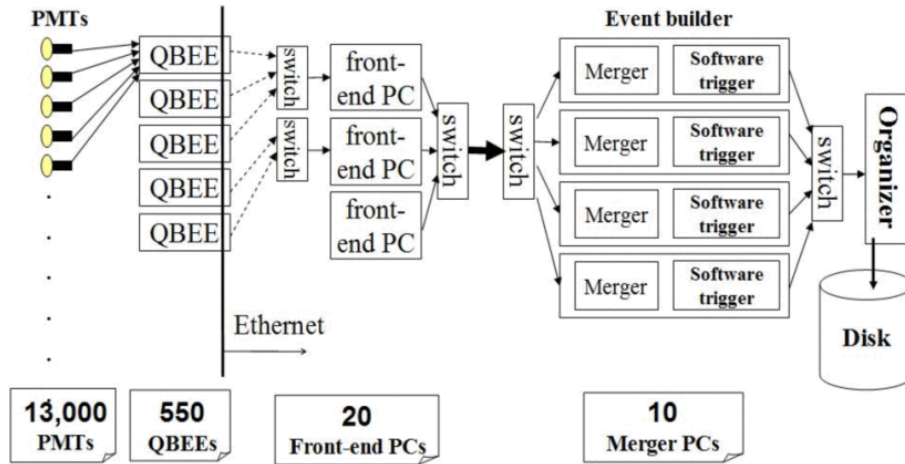 PMTs
Event builder
QBEE
QBEE
QBEE
QBEE
QBEE
switch
switch
front-
end PC
front-
end PC
front-
end PC
switch
switch
Merger
Software
trigger
Merger
Software
trigger
Merger
Software
trigger
Merger
Software
trigger
switch
Organizer
Disk
Ethernet
13,000
PMTs
550
QBEEs
20
Front-end PCs
10
Merger PCs